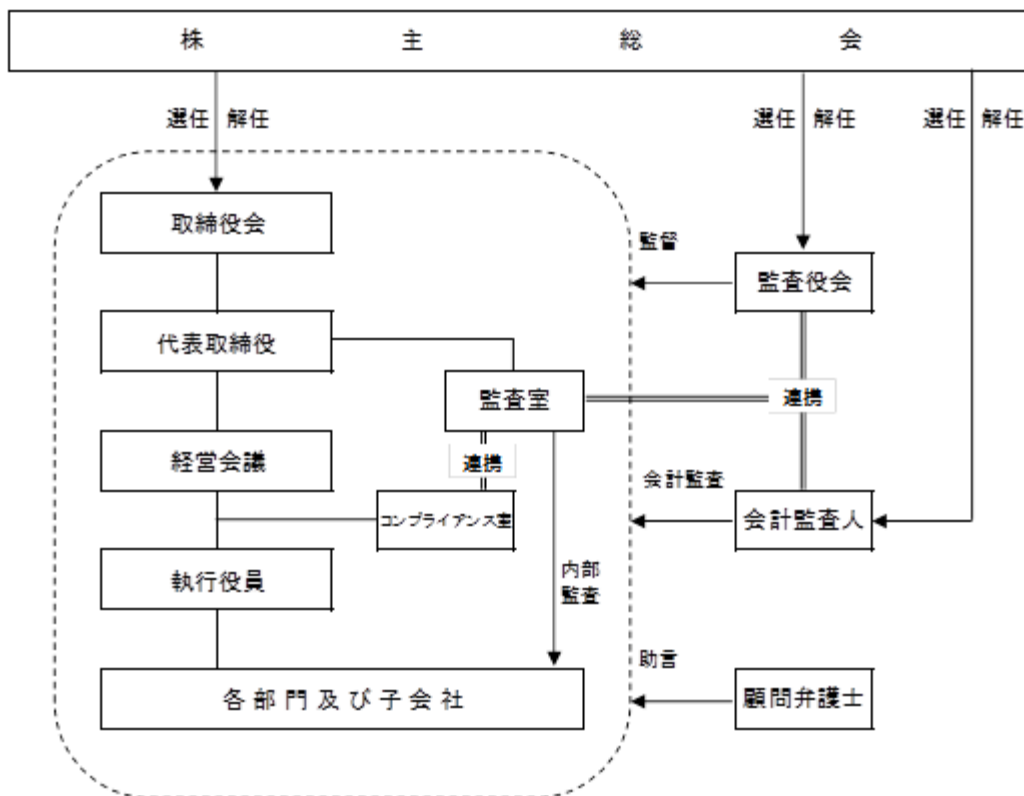 株主総会
選任 解任
選任 解任
選任 解任
取締役会
監督
監査役会
代表取締役
監査室
連携
経営会議
連携
会計監査
コンプライアンス室
会計監査人
執行役員
内部
監査
助言
各部門及び子会社
顧問弁護士